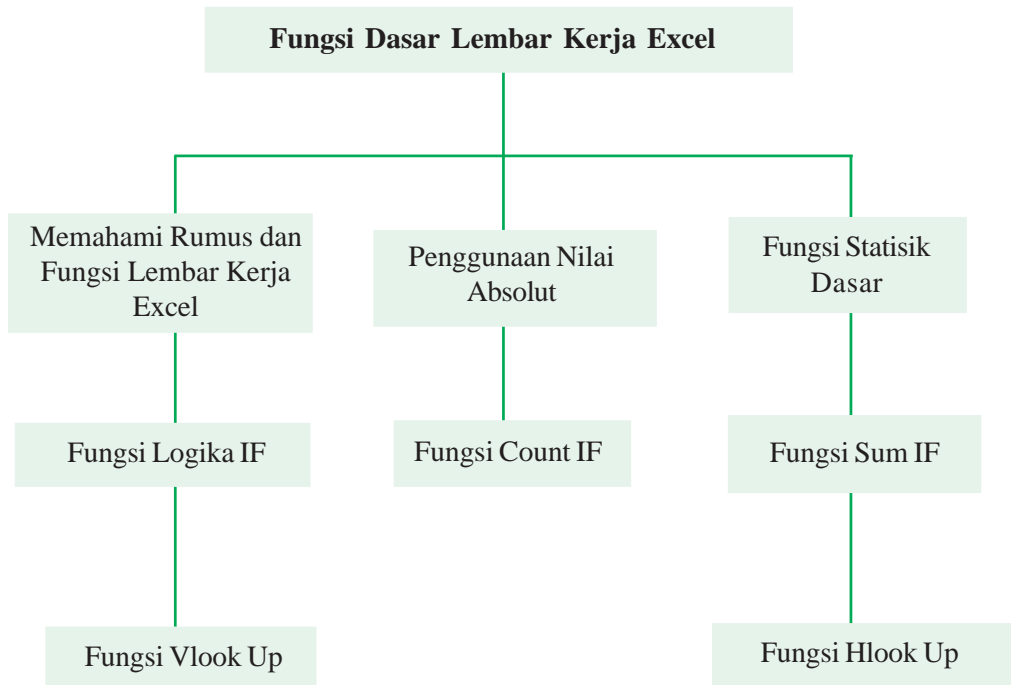 Fungsi Dasar Lembar Kerja Excel
Memahami Rumus dan
Fungsi Lembar Kerja
Excel
Penggunaan Nilai
Absolut
Fungsi Statisik
Dasar
Fungsi Logika IF
Fungsi Count IF
Fungsi Sum IF
Fungsi Vlook Up
Fungsi Hlook Up